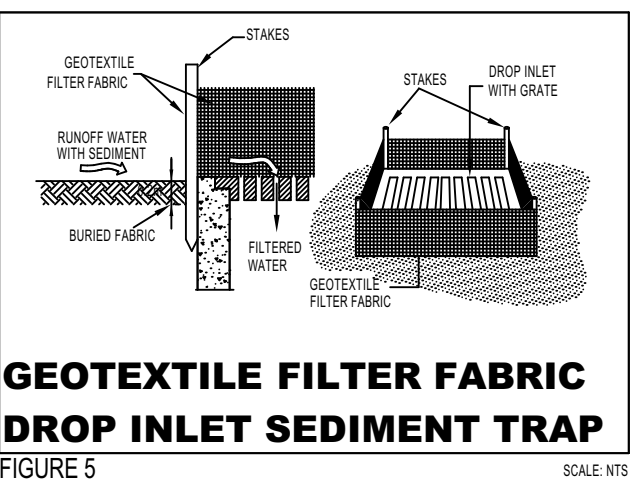 STAKES
GEOTEXTILE
FILTER FABRIC
RUNOFF WATER
WITH SEDIMENT
BURIED FABRIC
FILTERED
WATER
STAKES
DROP INLET
WITH GRATE
GEOTEXTILE
FILTER FABRIC
GEOTEXTILE FILTER FABRIC
DROP INLET SEDIMENT TRAP
FIGURE 5
SCALE: NTS